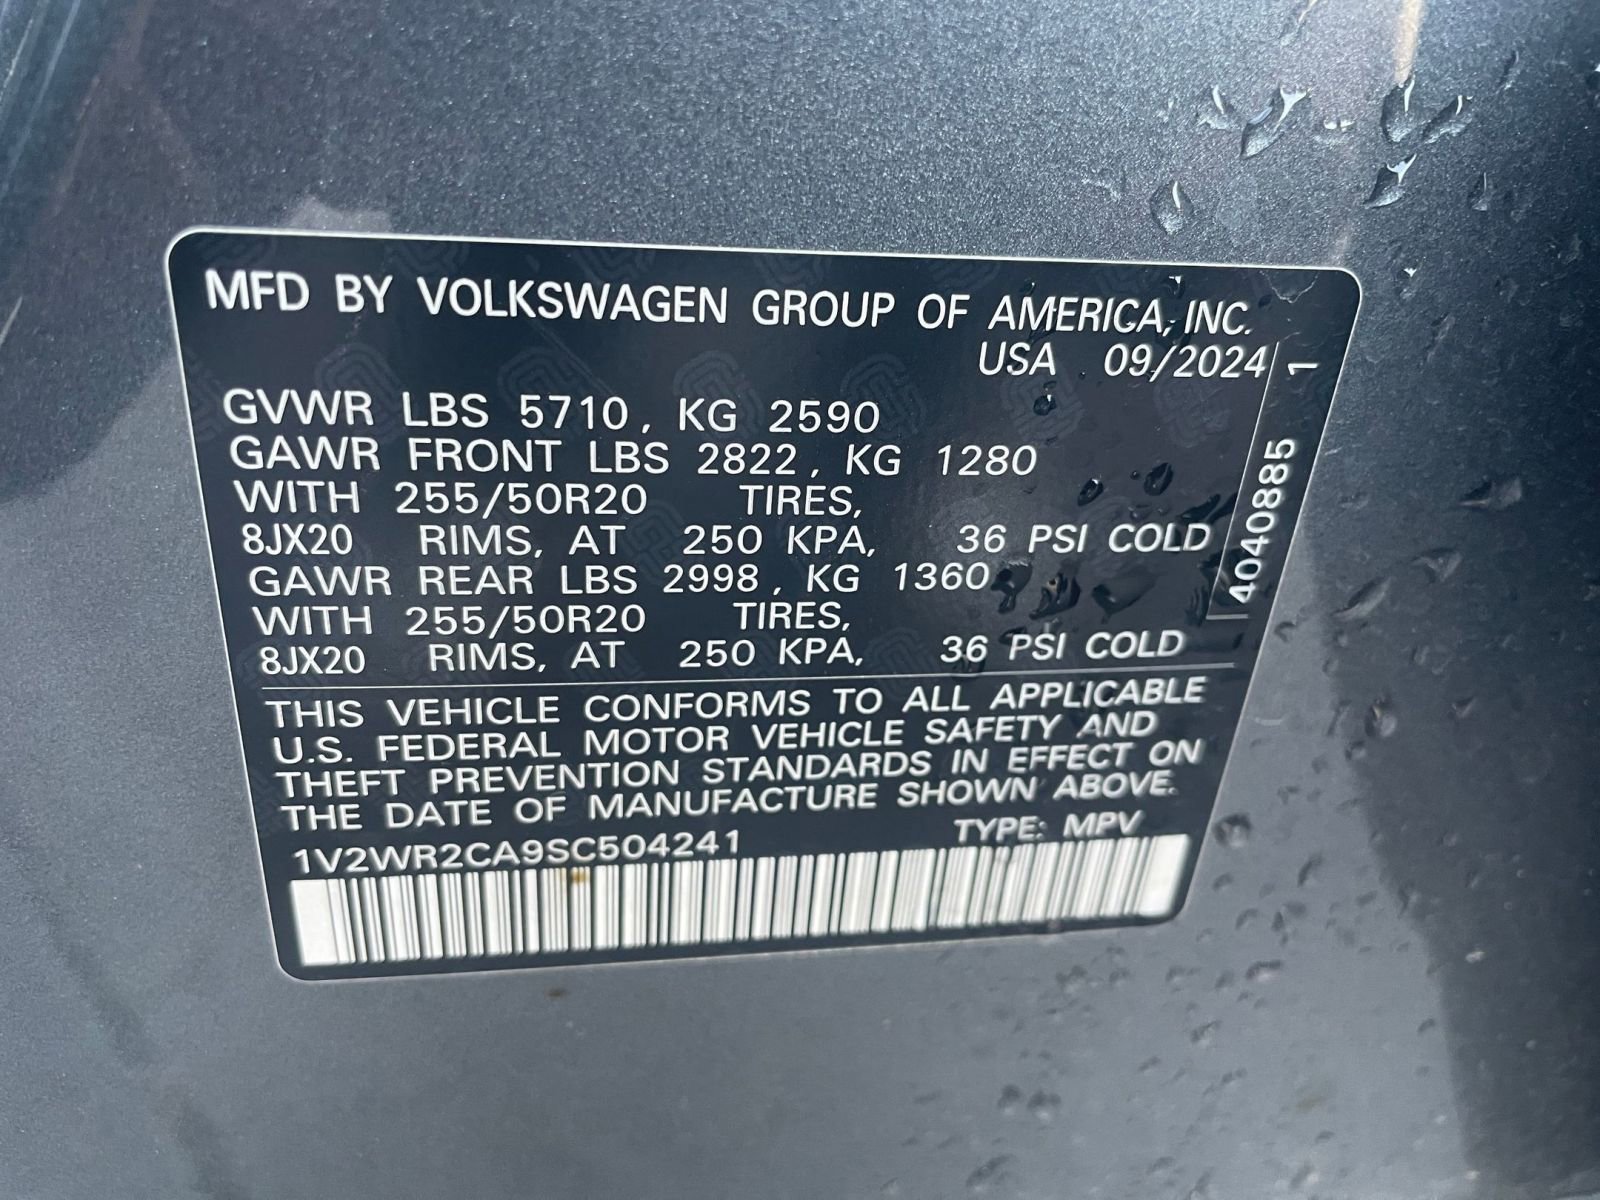 MFD BY VOLKSWAGEN GROUP OF AMERICA, INC.
USA 09/2024
GVWR LBS 5710, KG 2590
GAWR FRONT LBS 2822, KG 1280
WITH 255/50R20 TIRES,
8JX20 RIMS, AT 250 KPA, 36 PSI COLD
GAWR REAR LBS 2998, KG 1360
WITH 255/50R20 TIRES,
8JX20 RIMS, AT 250 KPA, 36 PSI COLD
4040885 1
THIS VEHICLE CONFORMS TO ALL APPLICABLE
U.S. FEDERAL MOTOR VEHICLE SAFETY AND
THEFT PREVENTION STANDARDS IN EFFECT ON
THE DATE OF MANUFACTURE SHOWN ABOVE.
1V2WR2CA9SC504241 TYPE: MPV